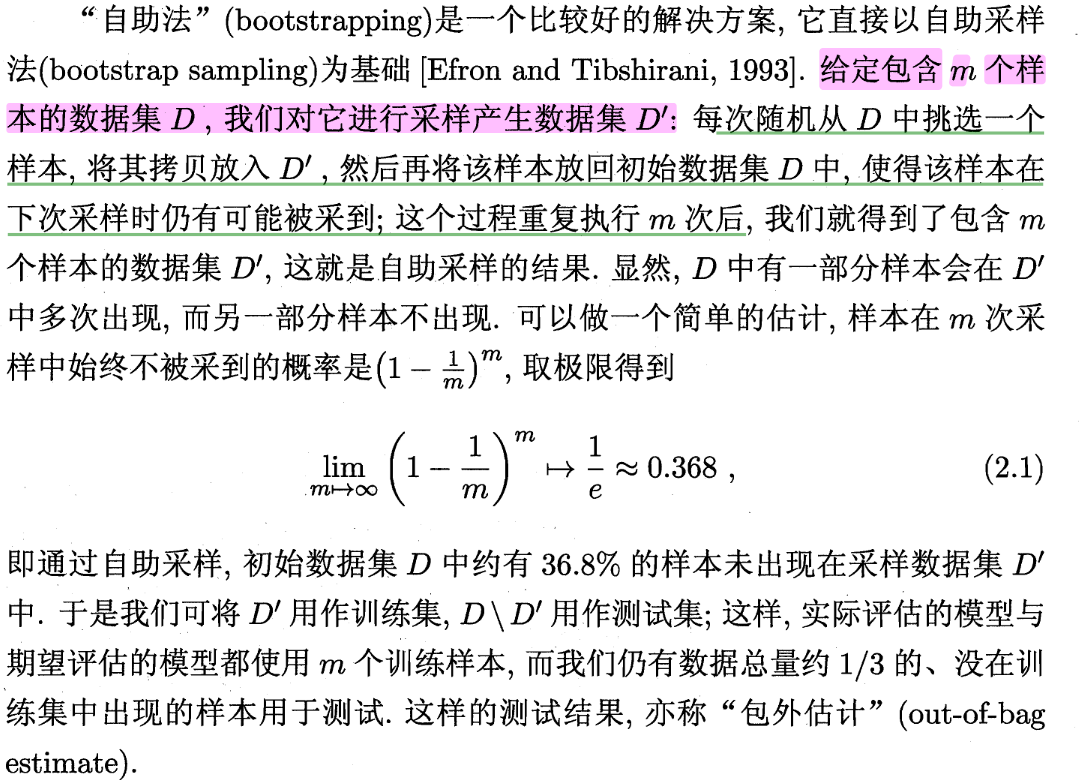 “自助法”(bootstrapping)是一个比较好的解决方案, 它直接以自助采样
法(bootstrap sampling)为基础 [Efron and Tibshirani, 1993]. 给定包含 m 个样
本的数据集 D , 我们对它进行采样产生数据集 D′: 每次随机从 D 中挑选一个
样本, 将其拷贝放入 D′ , 然后再将该样本放回初始数据集 D 中, 使得该样本在
下次采样时仍有可能被采到; 这个过程重复执行 m 次后, 我们就得到了包含 m
个样本的数据集 D′, 这就是自助采样的结果. 显然, D 中有一部分样本会在 D′
中多次出现, 而另一部分样本不出现. 可以做一个简单的估计, 样本在 m 次采
样中始终不被采到的概率是(1 − 1/m)^m, 取极限得到
lim_{m↦∞} (1 − 1/m)^m ↦ 1/e ≈ 0.368 , (2.1)
即通过自助采样, 初始数据集 D 中约有 36.8% 的样本未出现在采样数据集 D′
中. 于是我们可将 D′ 用作训练集, D\D′ 用作测试集; 这样, 实际评估的模型与
期望评估的模型都使用 m 个训练样本, 而我们仍有数据总量约 1/3 的、没在训
练集中出现的样本用于测试. 这样的测试结果, 亦称 “包外估计” (out-of-bag
estimate).